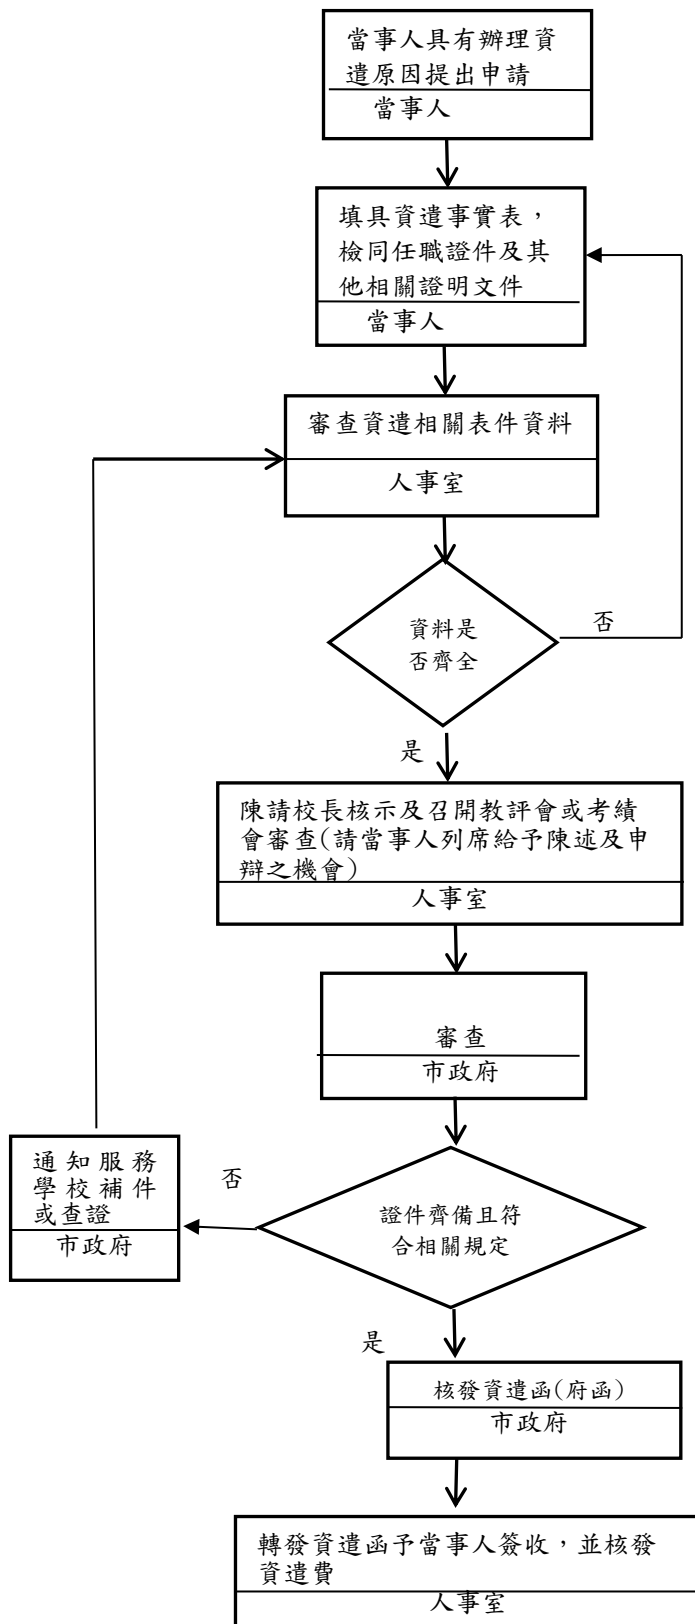 當事人具有辦理資
遣原因提出申請
當事人
填具資遣事實表，
檢同任職證件及其
他相關證明文件
當事人
審查資遣相關表件資料
人事室
資料是
否齊全
否
是
陳請校長核示及召開教評會或考績
會審查(請當事人列席給予陳述及申
辯之機會)
人事室
審查
市政府
通知服務
學校補件
或查證
市政府
否
證件齊備且符
合相關規定
是
核發資遣函(府函)
市政府
轉發資遣函予當事人簽收，並核發
資遣費
人事室